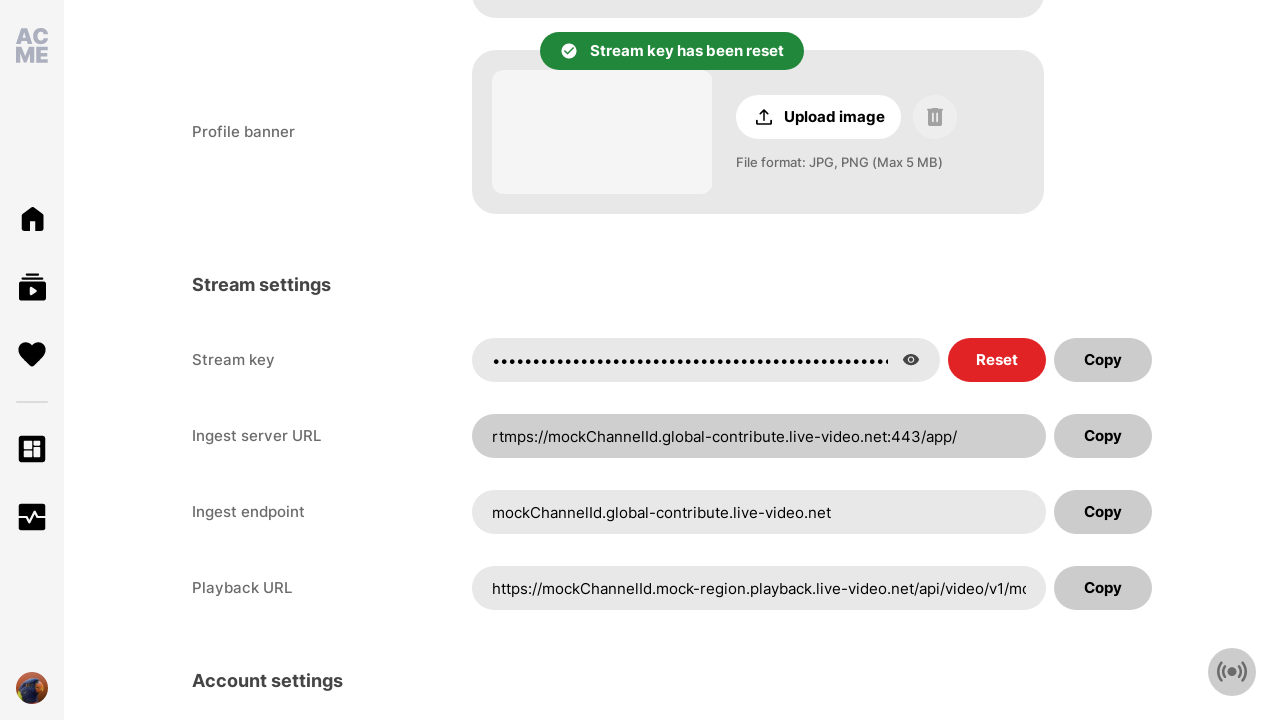 AC
ME
Stream key has been reset
Profile banner
Upload image
File format: JPG, PNG (Max 5 MB)
Stream settings
Stream key
Reset
Copy
Ingest server URL
rtmps://mockChannelId.global-contribute.live-video.net:443/app/
Copy
Ingest endpoint
mockChannelId.global-contribute.live-video.net
Copy
Playback URL
https://mockChannelId.mock-region.playback.live-video.net/api/video/v1/mo
Copy
Account settings